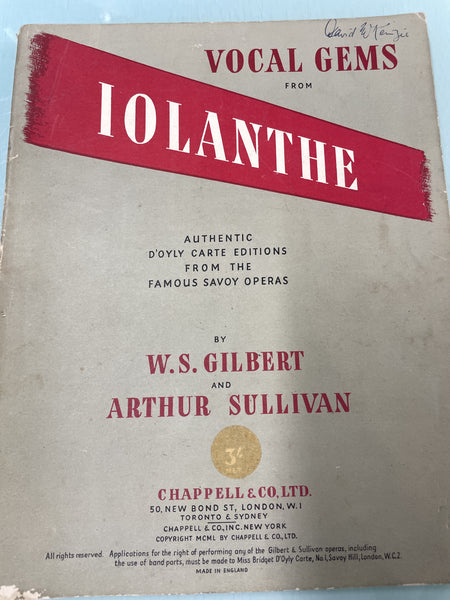 David McKenzie
VOCAL GEMS
FROM
IOLANTHE
AUTHENTIC
D'OYLY CARTE EDITIONS
FROM THE
FAMOUS SAVOY OPERAS
BY
W. S. GILBERT
AND
ARTHUR SULLIVAN
3/-
NET
CHAPPELL & CO., LTD.
50, NEW BOND ST, LONDON, W.1
TORONTO & SYDNEY
CHAPPELL & CO., INC. NEW YORK
COPYRIGHT MCML BY CHAPPELL & CO., LTD.
All rights reserved. Applications for the right of performing any of the Gilbert & Sullivan operas, including
the use of band parts, must be made to Miss Bridget D'Oyly Carte, No.1, Savoy Hill, London, W.C.2.
MADE IN ENGLAND